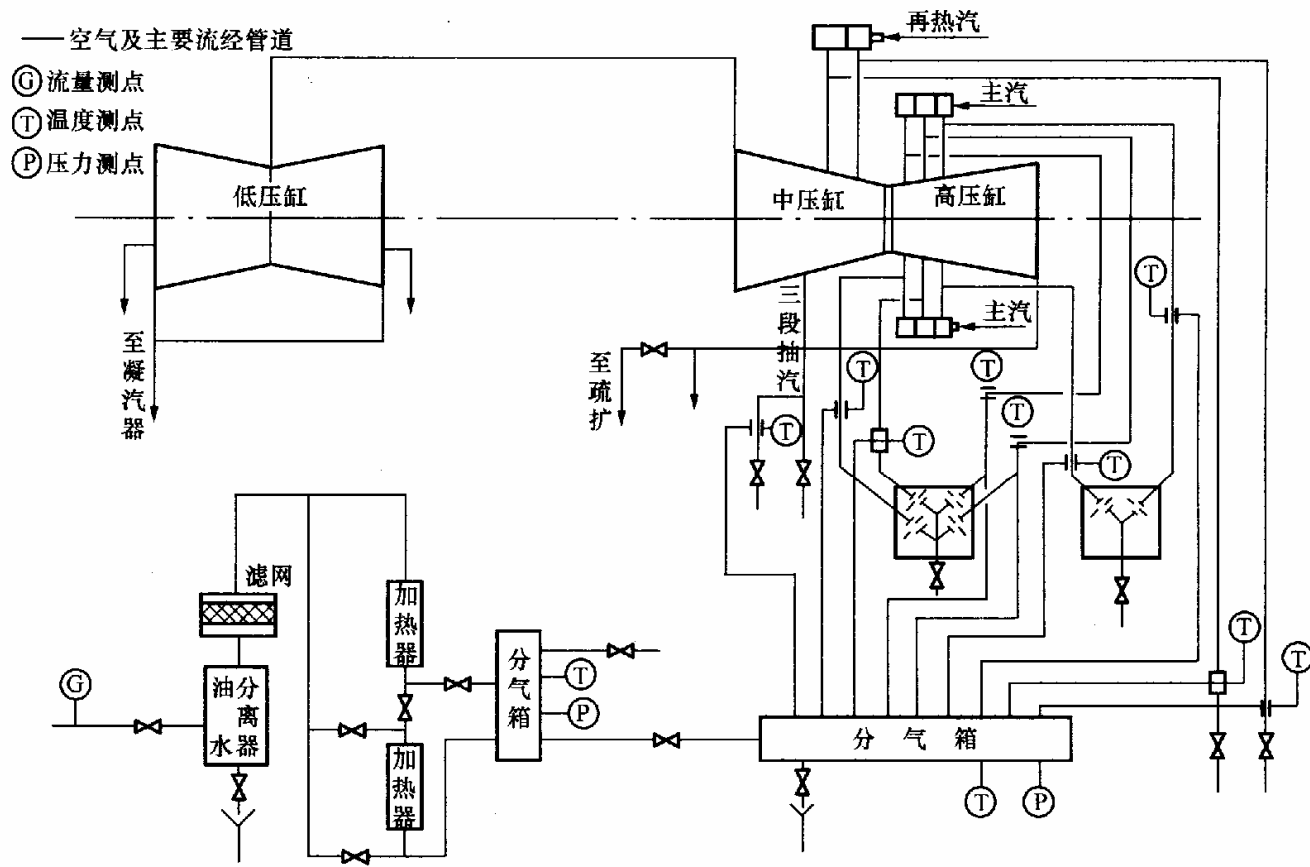 空气及主要流经管道
G 流量测点
T 温度测点
P 压力测点
再热汽
主汽
低压缸
中压缸
高压缸
主汽
三段抽汽
至凝汽器
至疏扩
T
T
T
T
T
T
T
滤网
加热器
分气箱
T
P
G
油水分离器
加热器
分气箱
T
T
T
P